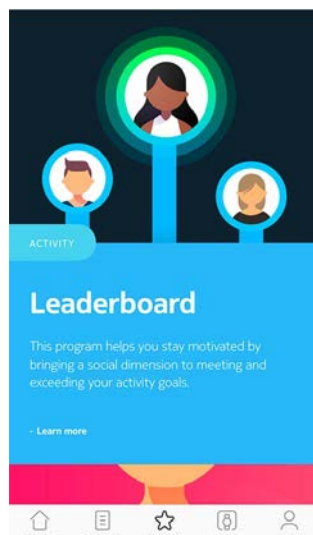 ACTIVITY
Leaderboard
This program helps you stay motivated by
bringing a social dimension to meeting and
exceeding your activity goals.
- Learn more